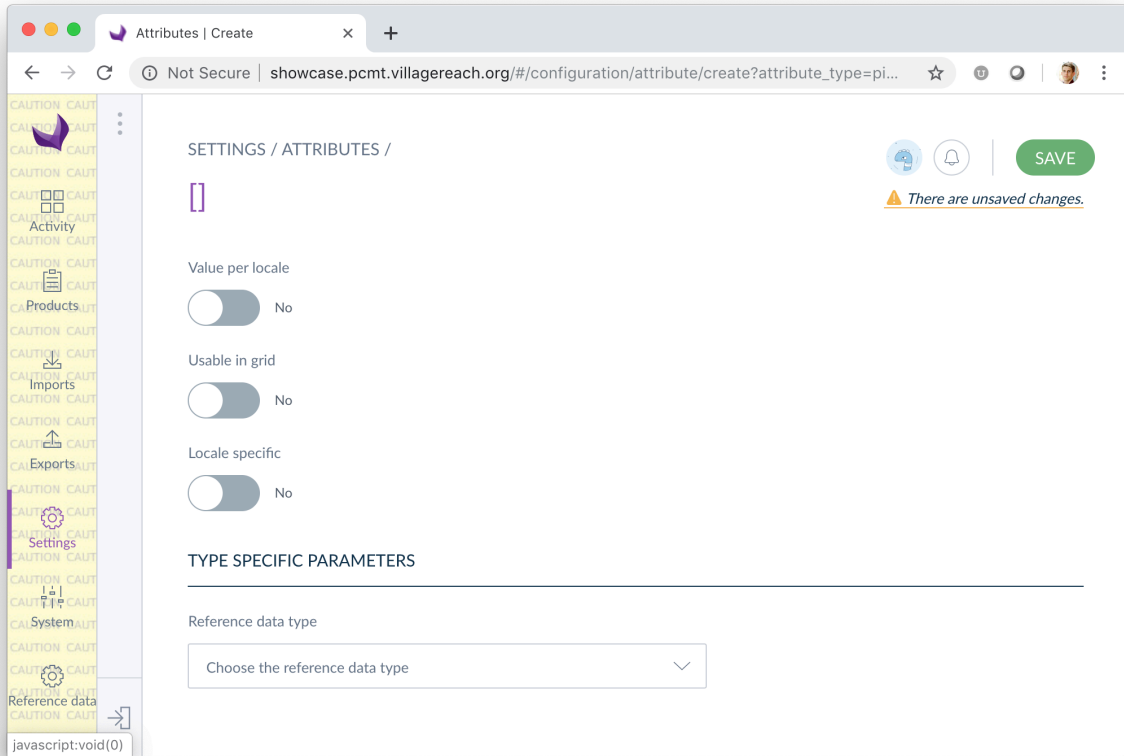 Attributes | Create
Not Secure | showcase.pcmt.villagereach.org/#/configuration/attribute/create?attribute_type=pi...
CAUTION CAUT
Activity
Products
Imports
Exports
Settings
System
Reference data
javascript:void(0)
SETTINGS / ATTRIBUTES /
[]
SAVE
There are unsaved changes.
Value per locale
No
Usable in grid
No
Locale specific
No
TYPE SPECIFIC PARAMETERS
Reference data type
Choose the reference data type